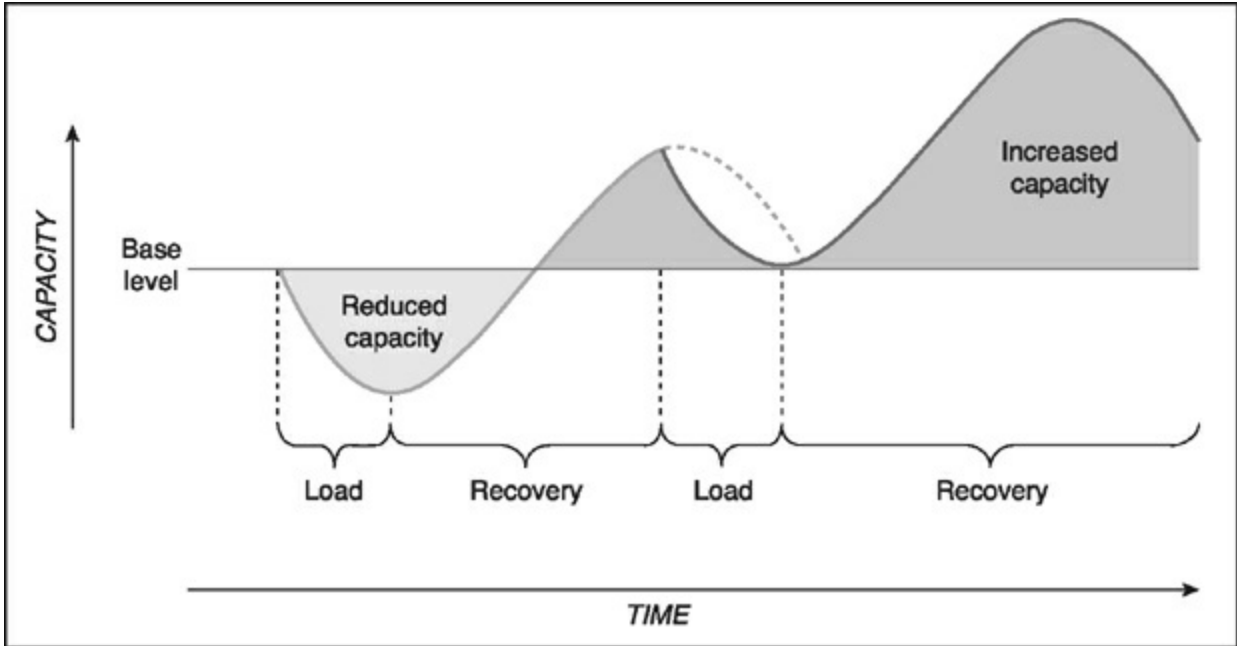 CAPACITY
Base
level
Reduced
capacity
Increased
capacity
Load
Recovery
Load
Recovery
TIME